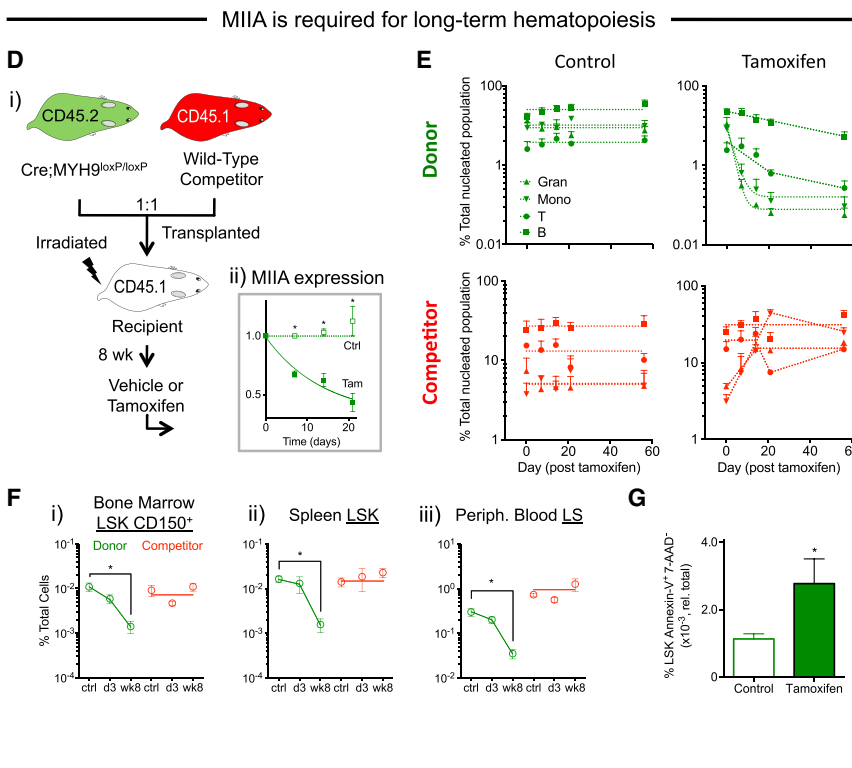 MIIA is required for long-term hematopoiesis
D
i)
CD45.2
CD45.1
Cre;MYH9loxP/loxP
Wild-Type
Competitor
1:1
Irradiated
Transplanted
CD45.1
Recipient
8 wk
Vehicle or
Tamoxifen
ii) MIIA expression
*
*
*
1.0
Ctrl
0.5
Tam
0
10
20
Time (days)
E
Control
Tamoxifen
Donor
% Total nucleated population
100
1
0.01
Gran
Mono
T
B
100
1
0.01
Competitor
% Total nucleated population
100
10
1
0
20
40
60
Day (post tamoxifen)
100
10
1
0
20
40
Day (post tamoxifen)
F
i)
Bone Marrow
LSK CD150+
Donor
Competitor
*
% Total Cells
10-1
10-2
10-3
10-4
ctrl d3 wk8 ctrl d3 wk8
ii)
Spleen LSK
*
10-1
10-2
10-3
10-4
ctrl d3 wk8 ctrl d3 wk8
iii)
Periph. Blood LS
*
101
100
10-1
10-2
ctrl d3 wk8 ctrl d3 wk8
G
% LSK Annexin-V+ 7-AAD-
(x10-3, rel. total)
4.0
2.0
0
*
Control
Tamoxifen